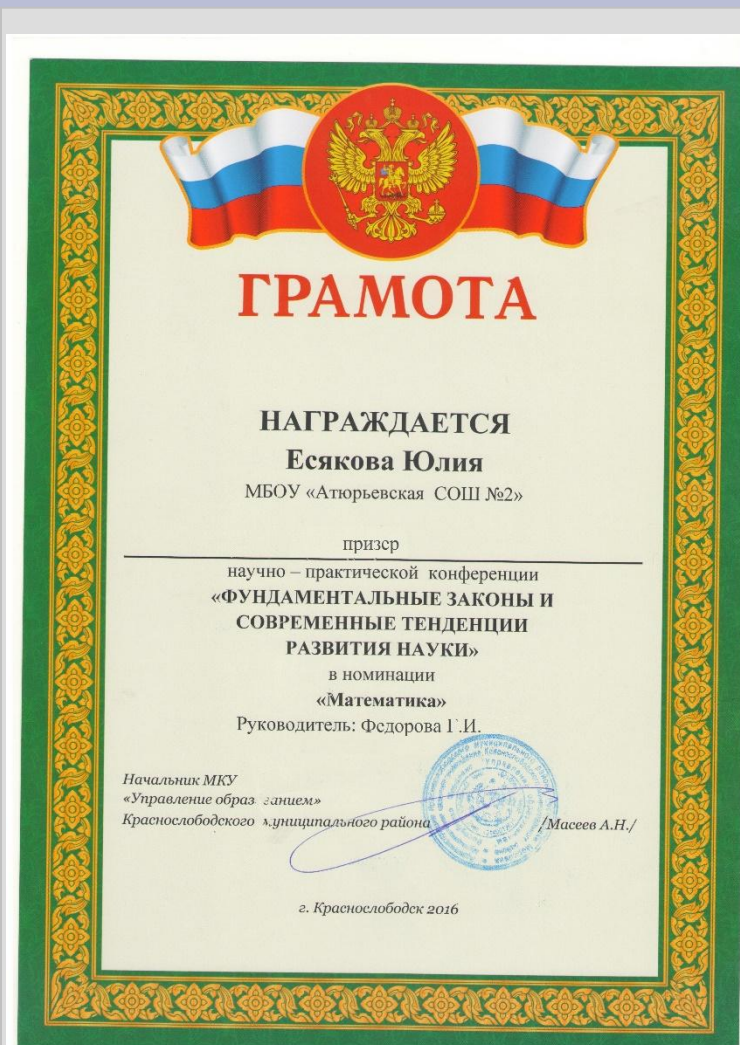 ГРАМОТА
НАГРАЖДАЕТСЯ
Есякова Юлия
МБОУ «Атюрьевская СОШ №2»
призер
научно – практической конференции
«ФУНДАМЕНТАЛЬНЫЕ ЗАКОНЫ И
СОВРЕМЕННЫЕ ТЕНДЕНЦИИ
РАЗВИТИЯ НАУКИ»
в номинации
«Математика»
Руководитель: Федорова Г.И.
Начальник МКУ
«Управление образованием»
Краснослободского муниципального района /Масеев А.Н./
г. Краснослободск 2016